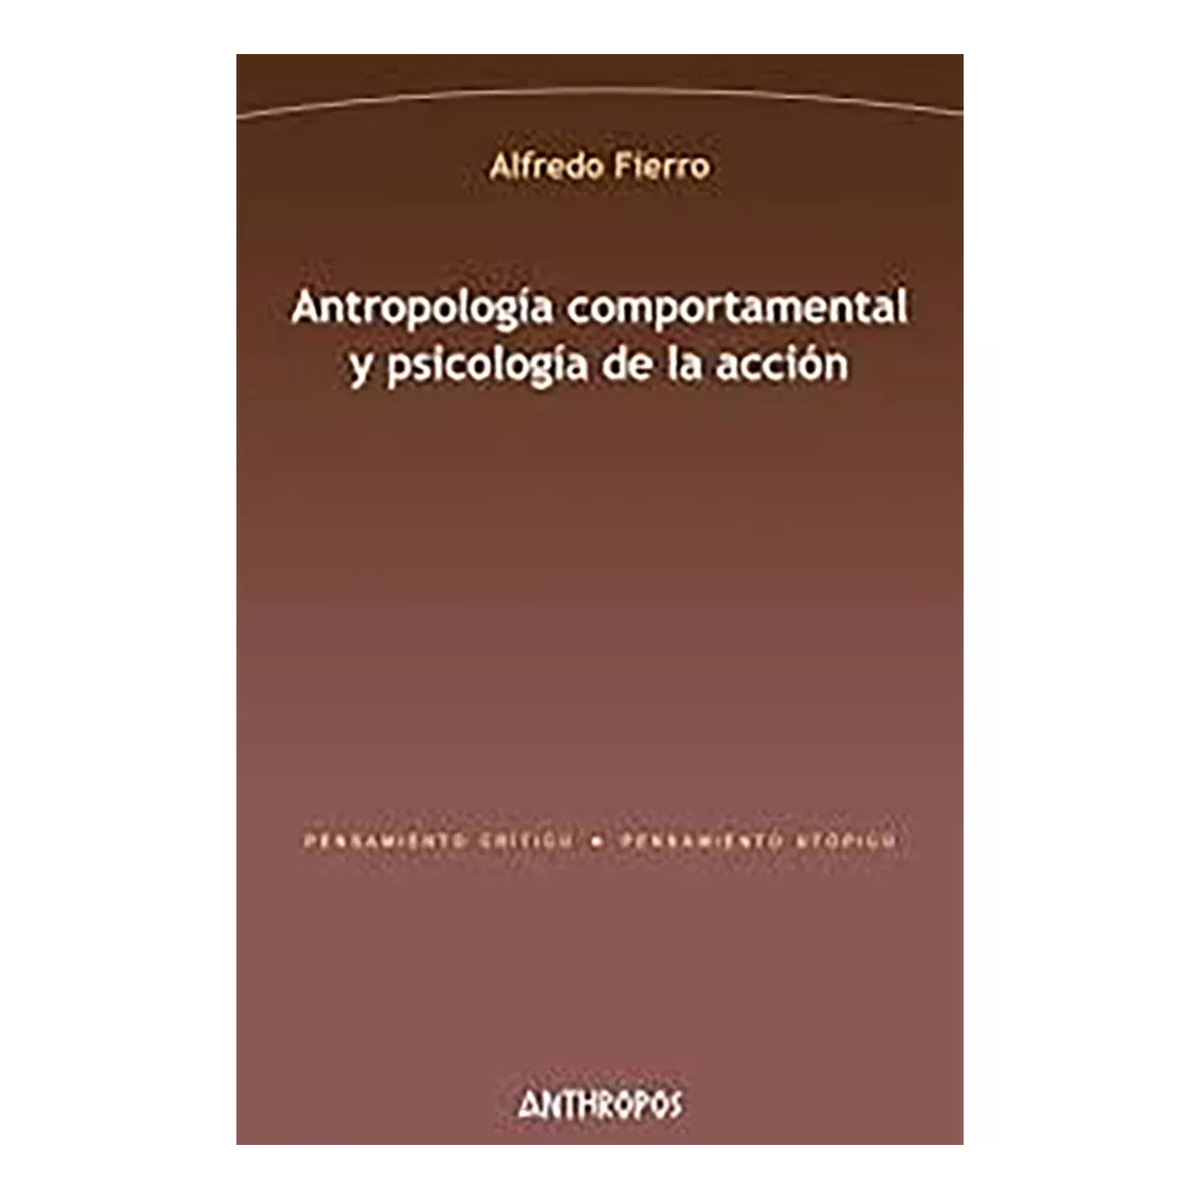 Alfredo Fierro
Antropología comportamental
y psicología de la acción
PENSAMIENTO CRÍTICO • PENSAMIENTO UTÓPICO
ANTHROPOS